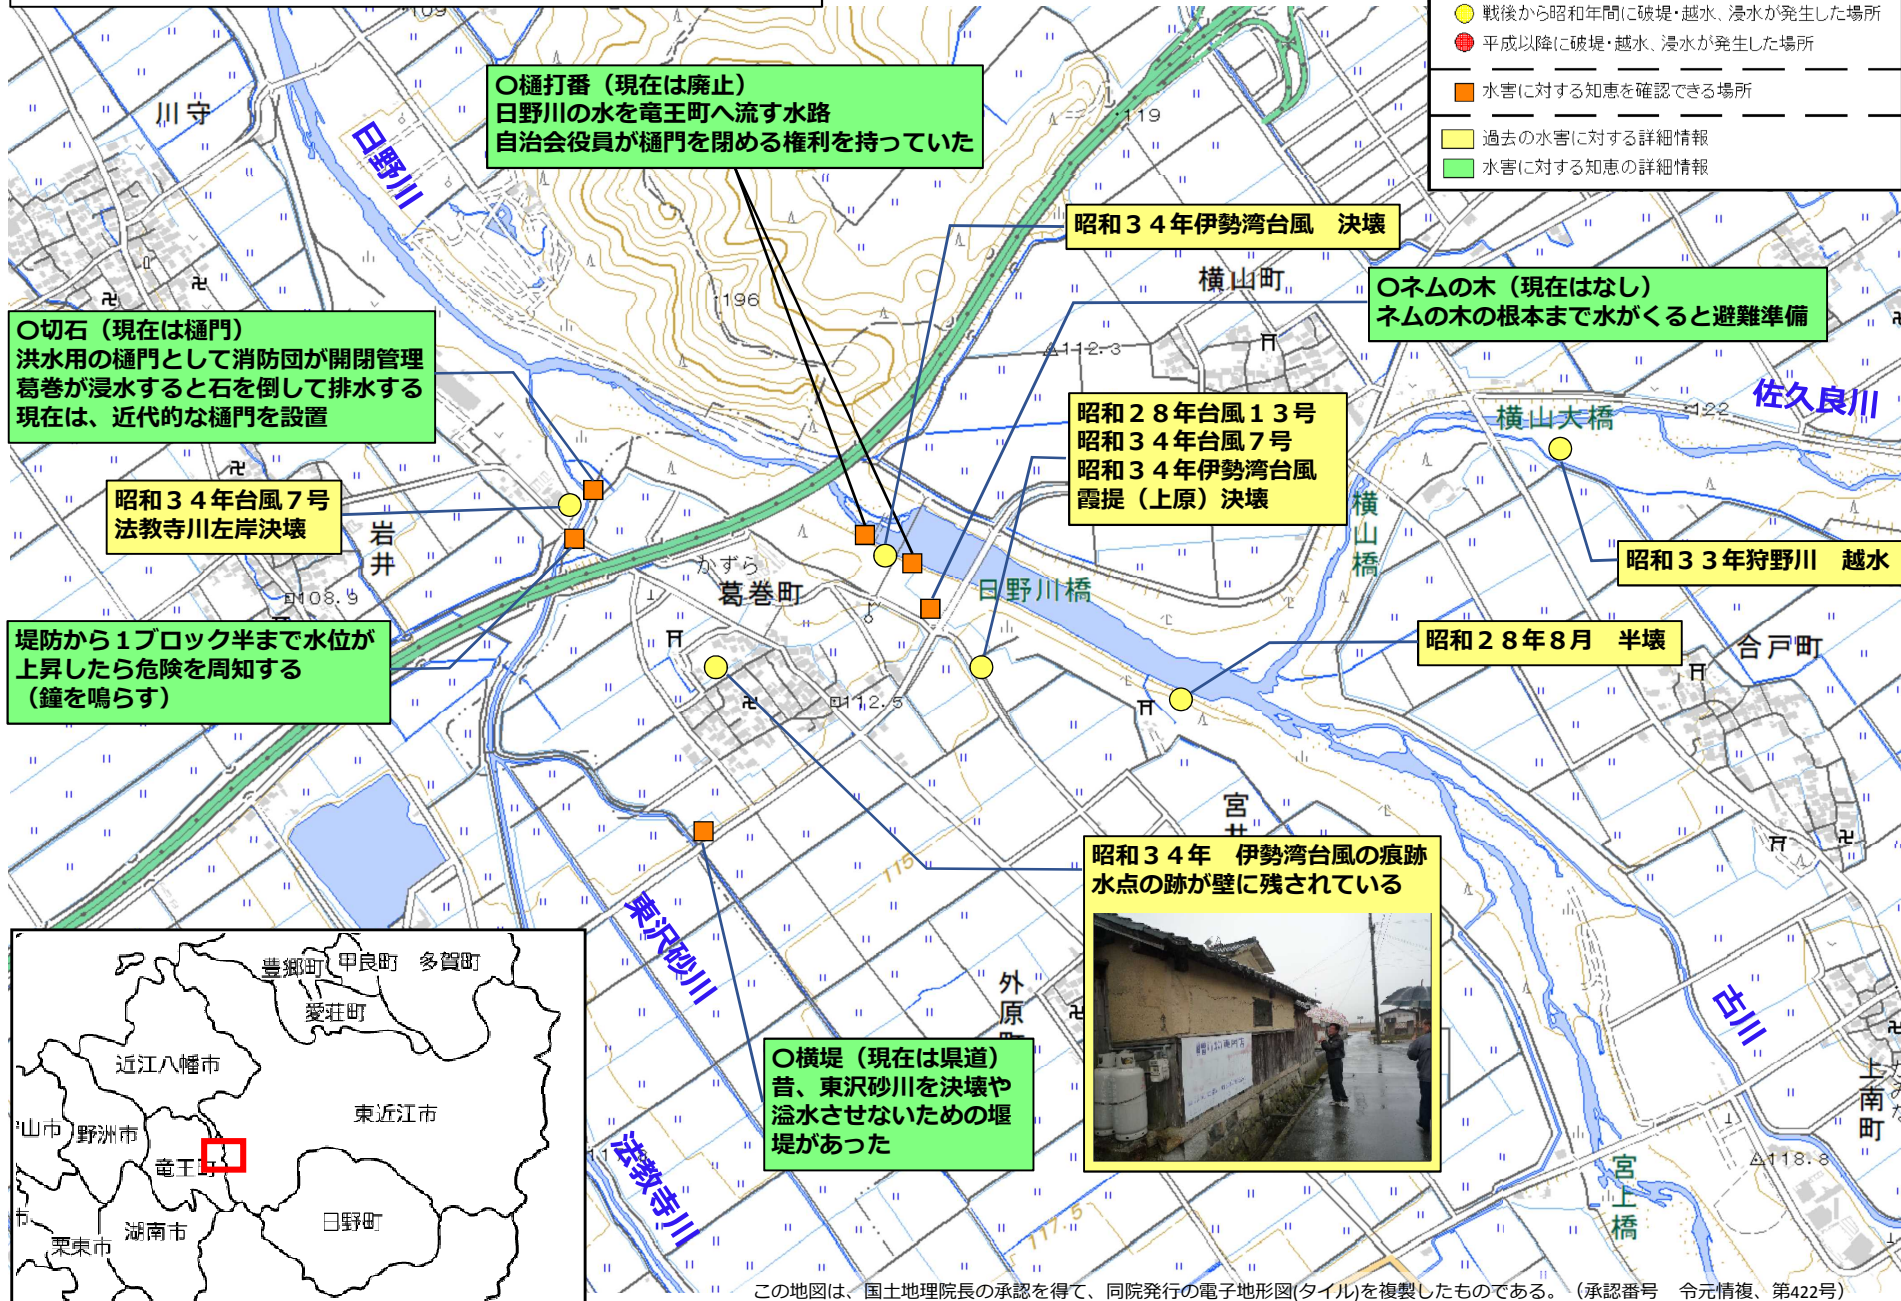 戦後から昭和年間に破堤・越水、浸水が発生した場所
平成以降に破堤・越水、浸水が発生した場所
水害に対する知恵を確認できる場所
過去の水害に対する詳細情報
水害に対する知恵の詳細情報
109
川守
日野川
〇樋打番（現在は廃止）
日野川の水を竜王町へ流す水路
自治会役員が樋門を閉める権利を持っていた
119
196
昭和３４年伊勢湾台風　決壊
横山町
〇ネムの木（現在はなし）
ネムの木の根本まで水がくると避難準備
112.3
〇切石（現在は樋門）
洪水用の樋門として消防団が開閉管理
葛巻が浸水すると石を倒して排水する
現在は、近代的な樋門を設置
佐久良川
122
横山大橋
昭和２８年台風１３号
昭和３４年台風７号
昭和３４年伊勢湾台風
霞提（上原）決壊
横山橋
昭和３４年台風７号
法教寺川左岸決壊
岩井
昭和３３年狩野川　越水
かずら
葛巻町
日野川橋
108.9
堤防から１ブロック半まで水位が
上昇したら危険を周知する
（鐘を鳴らす）
昭和２８年８月　半壊
合戸町
112.5
宮井
115
昭和３４年　伊勢湾台風の痕跡
水点の跡が壁に残されている
東沢砂川
外原町
古川
〇横堤（現在は県道）
昔、東沢砂川を決壊や
溢水させないための堰
堤があった
法教寺川
上南町
118.8
宮上橋
117.5
豊郷町
甲良町
多賀町
愛荘町
近江八幡市
東近江市
山市
野洲市
竜王町
日野町
湖南市
栗東市
市
この地図は、国土地理院長の承認を得て、同院発行の電子地形図(タイル)を複製したものである。（承認番号　令元情複、第422号）